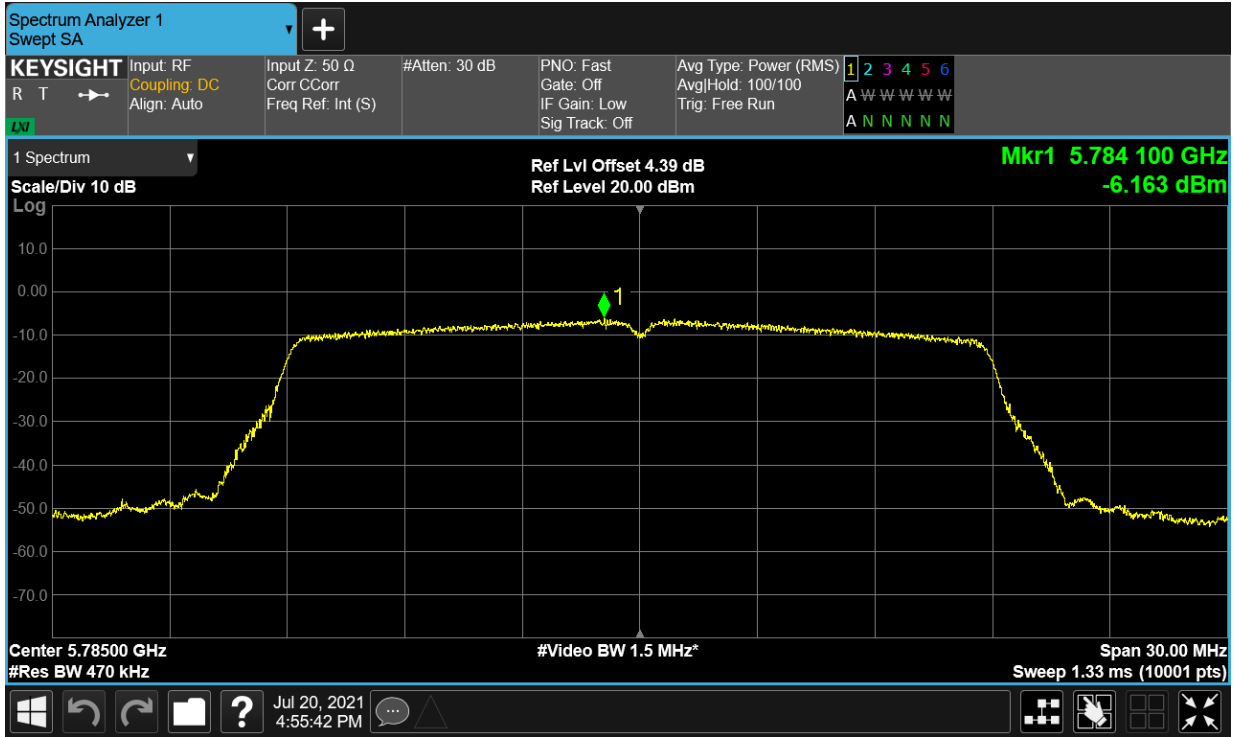 Spectrum Analyzer 1
Swept SA
KEYSIGHT
R T
LXI
Input: RF
Coupling: DC
Align: Auto
Input Z: 50 Ω
Corr CCorr
Freq Ref: Int (S)
#Atten: 30 dB
PNO: Fast
Gate: Off
IF Gain: Low
Sig Track: Off
Avg Type: Power (RMS)
Avg|Hold: 100/100
Trig: Free Run
1 2 3 4 5 6
A W W W W W
A N N N N N
1 Spectrum
Scale/Div 10 dB
Log
Ref Lvl Offset 4.39 dB
Ref Level 20.00 dBm
Mkr1 5.784 100 GHz
-6.163 dBm
10.0
0.00
1
-10.0
-20.0
-30.0
-40.0
-50.0
-60.0
-70.0
Center 5.78500 GHz
#Res BW 470 kHz
#Video BW 1.5 MHz*
Span 30.00 MHz
Sweep 1.33 ms (10001 pts)
?
Jul 20, 2021
4:55:42 PM